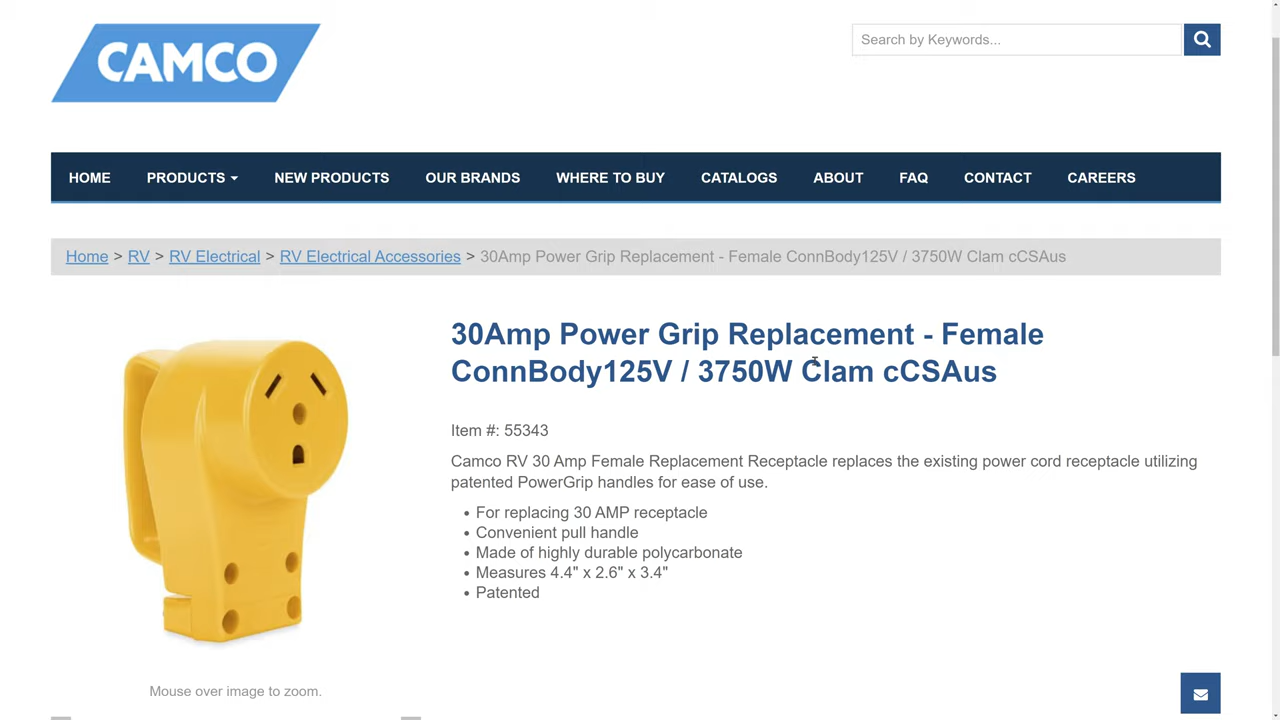 CAMCO
Search by Keywords...
HOME PRODUCTS NEW PRODUCTS OUR BRANDS WHERE TO BUY CATALOGS ABOUT FAQ CONTACT CAREERS
Home > RV > RV Electrical > RV Electrical Accessories > 30Amp Power Grip Replacement - Female ConnBody125V / 3750W Clam cCSAus
30Amp Power Grip Replacement - Female
ConnBody125V / 3750W Clam cCSAus
Item #: 55343
Camco RV 30 Amp Female Replacement Receptacle replaces the existing power cord receptacle utilizing
patented PowerGrip handles for ease of use.
• For replacing 30 AMP receptacle
• Convenient pull handle
• Made of highly durable polycarbonate
• Measures 4.4" x 2.6" x 3.4"
• Patented
Mouse over image to zoom.